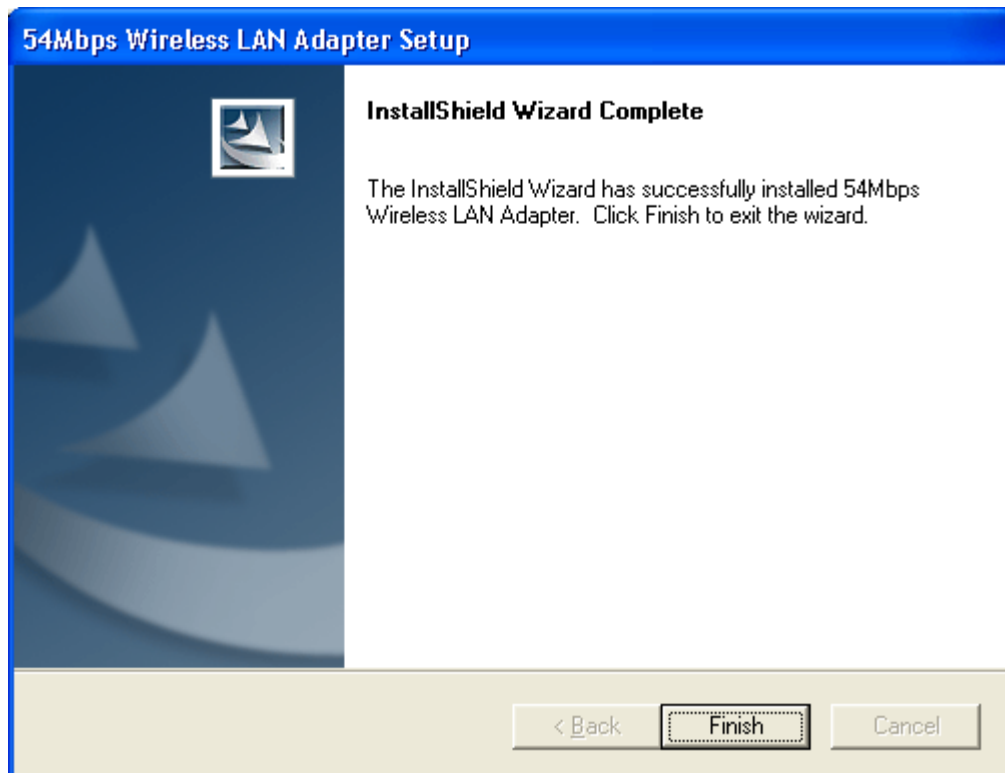 54Mbps Wireless LAN Adapter Setup
InstallShield Wizard Complete
The InstallShield Wizard has successfully installed 54Mbps
Wireless LAN Adapter.  Click Finish to exit the wizard.
< Back
Finish
Cancel